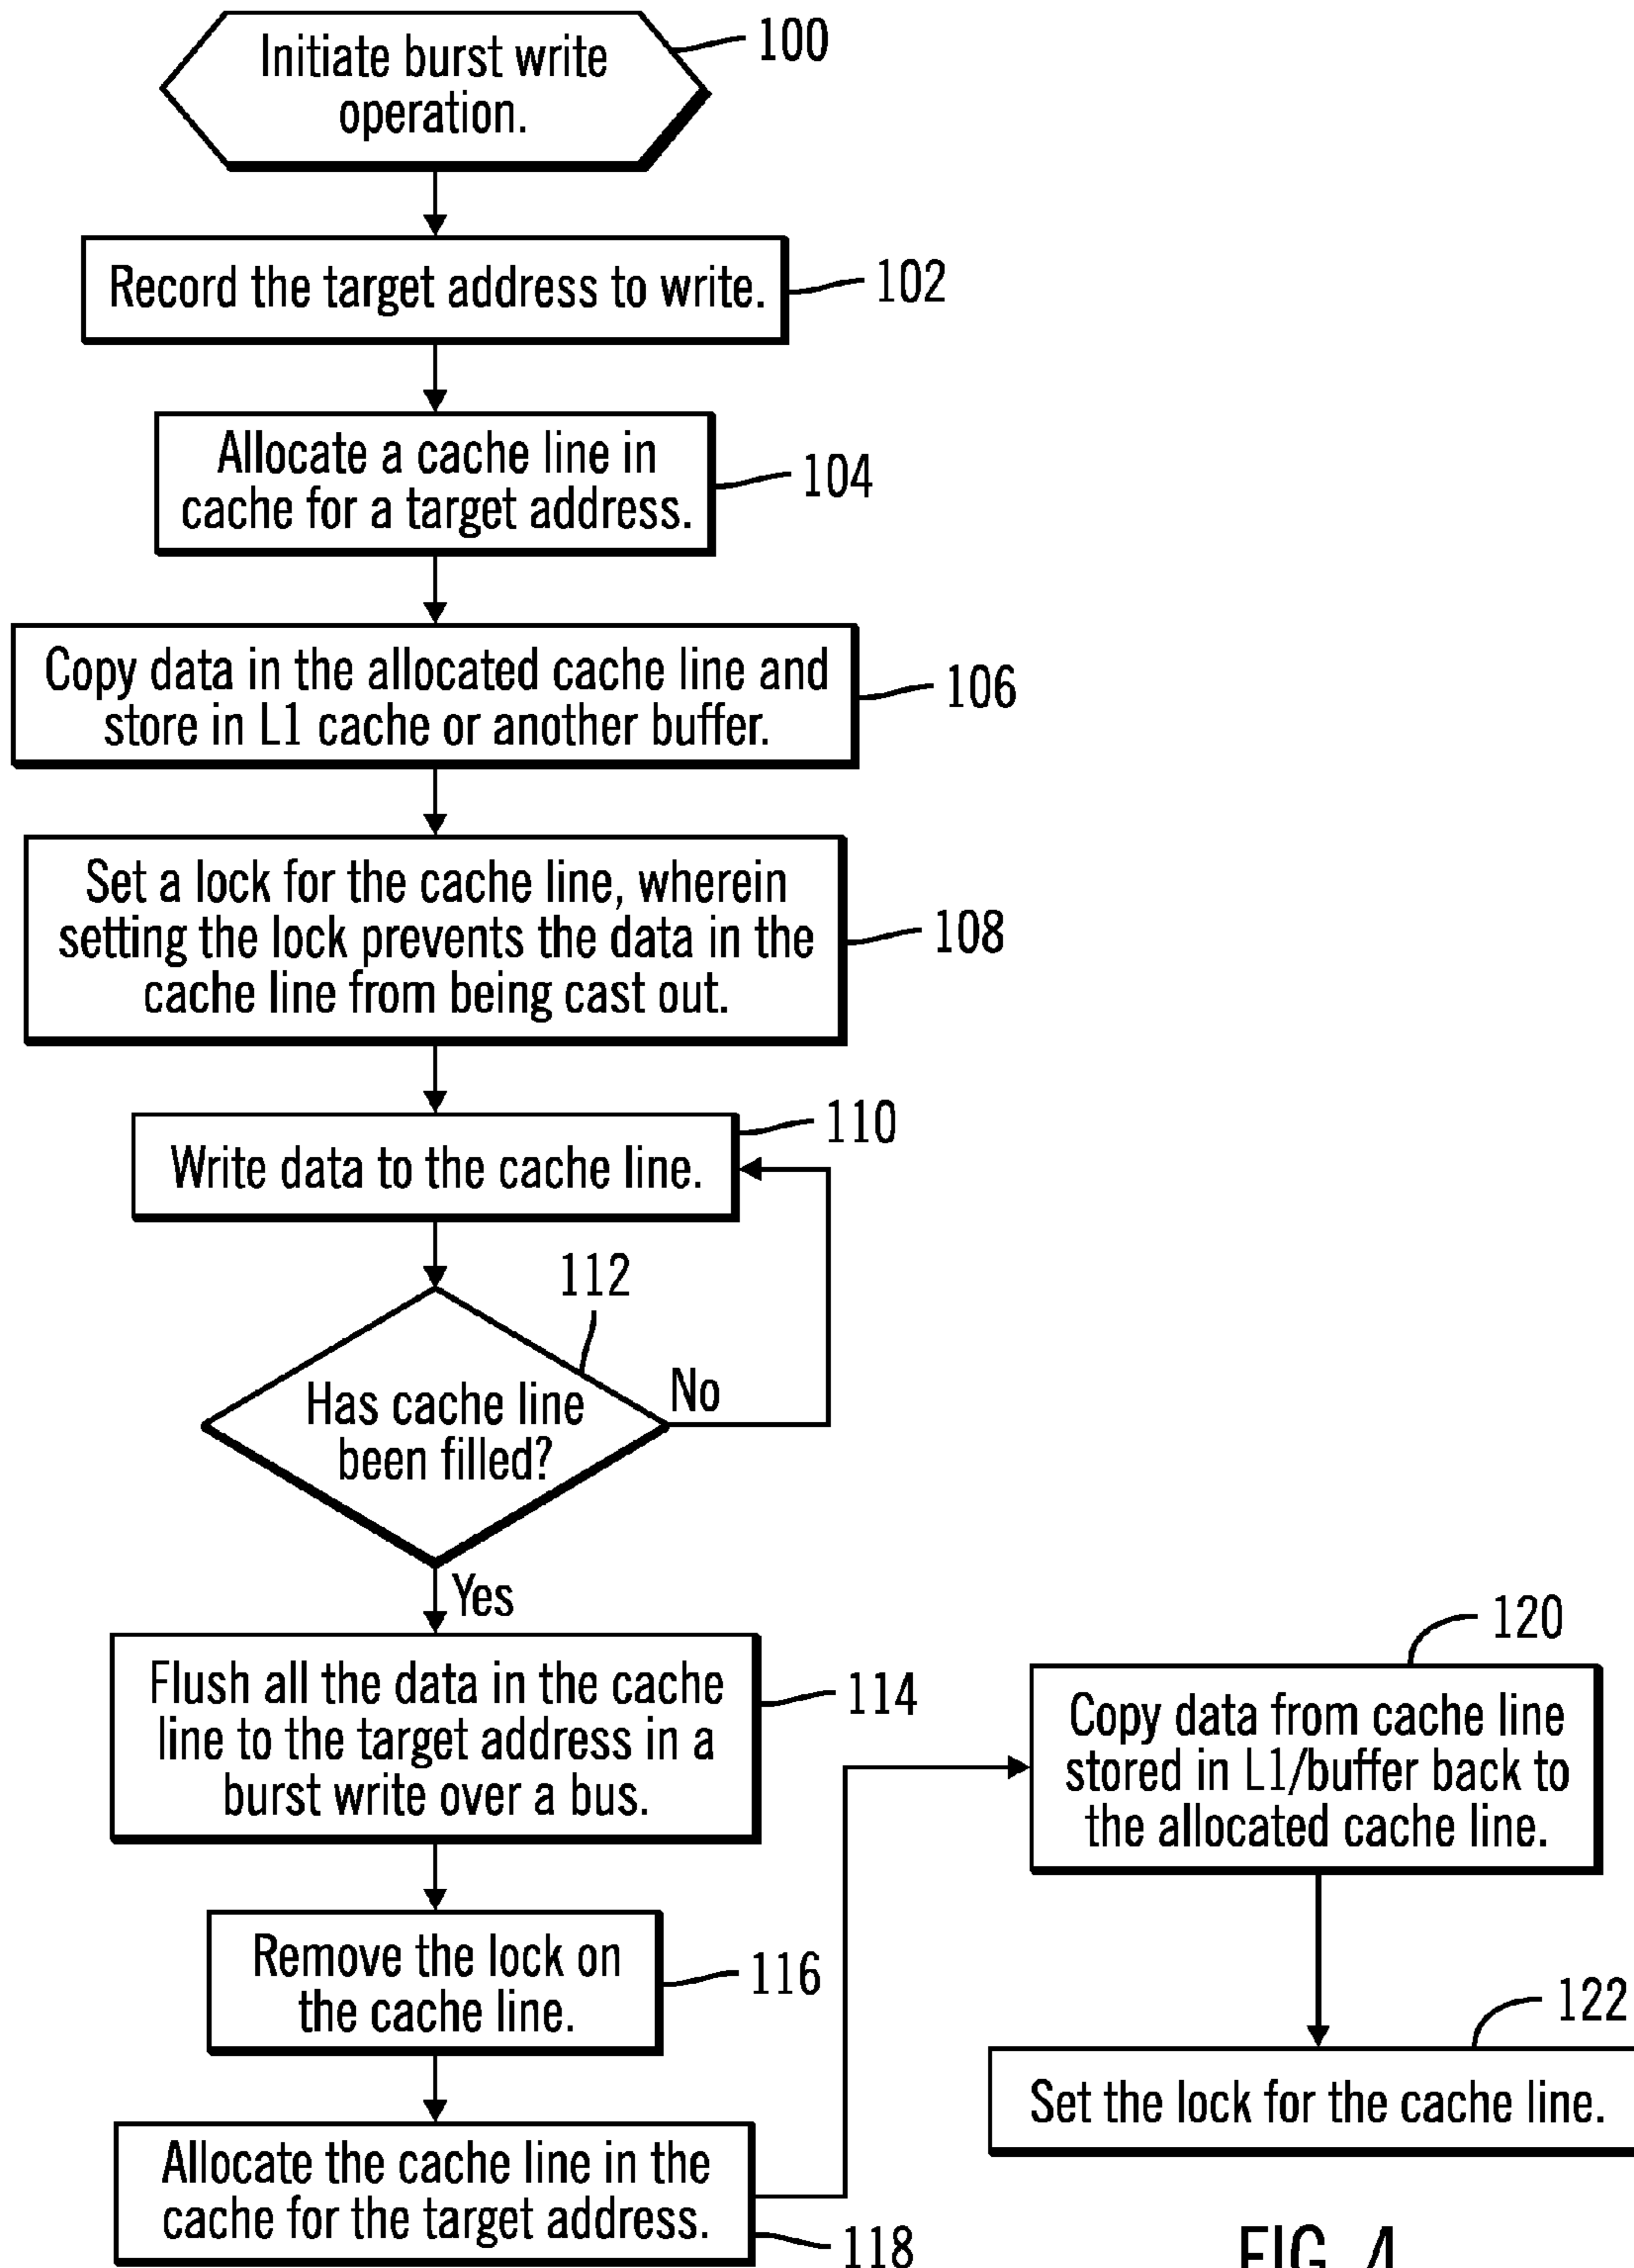 Initiate burst write
operation.
100
Record the target address to write.
102
Allocate a cache line in
cache for a target address.
104
Copy data in the allocated cache line and
store in L1 cache or another buffer.
106
Set a lock for the cache line, wherein
setting the lock prevents the data in the
cache line from being cast out.
108
110
Write data to the cache line.
112
Has cache line
been filled?
No
Yes
Flush all the data in the cache
line to the target address in a
burst write over a bus.
114
Remove the lock on
the cache line.
116
Allocate the cache line in the
cache for the target address.
118
120
Copy data from cache line
stored in L1/buffer back to
the allocated cache line.
122
Set the lock for the cache line.
FIG. 4